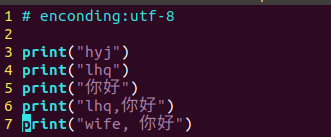 1 # enconding:utf-8
2
3 print("hyj")
4 print("lhq")
5 print("你好")
6 print("lhq,你好")
7 print("wife, 你好")